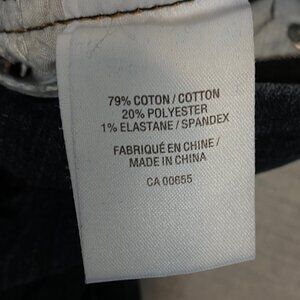 79% COTON / COTTON
20% POLYESTER
1% ELASTANE / SPANDEX
FABRIQUÉ EN CHINE /
MADE IN CHINA
CA 00655